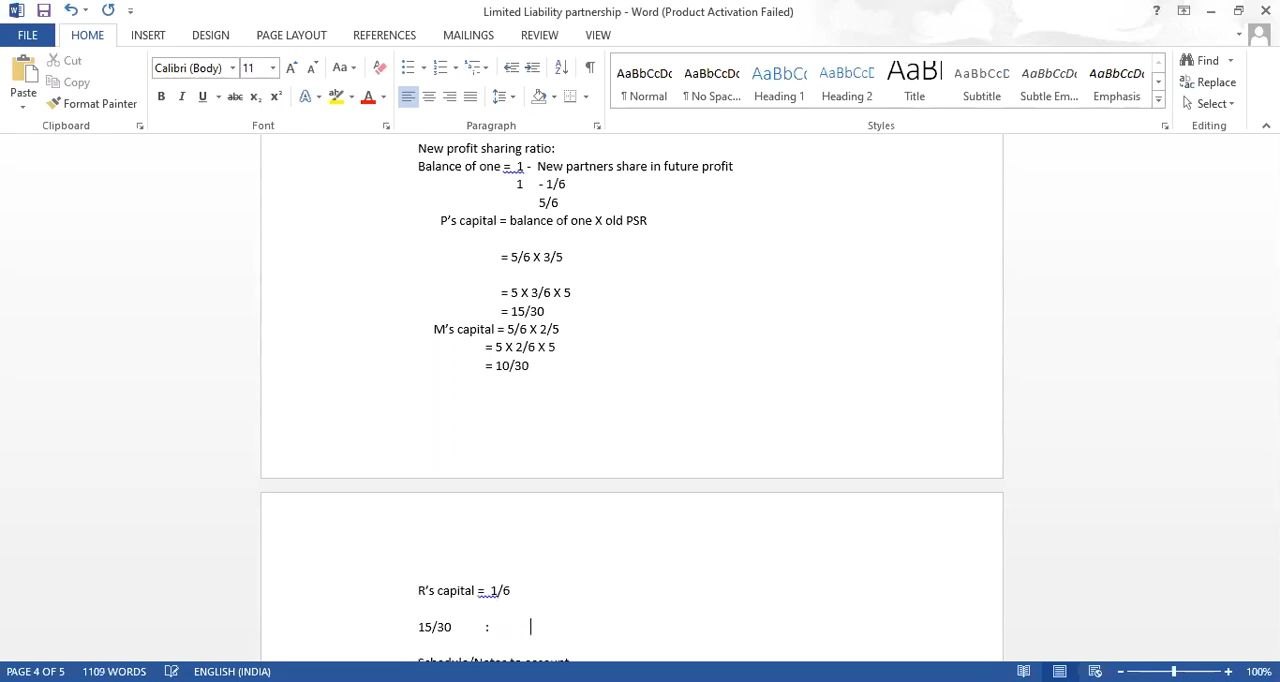 Limited Liability partnership - Word (Product Activation Failed)
FILE HOME INSERT DESIGN PAGE LAYOUT REFERENCES MAILINGS REVIEW VIEW
Paste
Cut
Copy
Format Painter
Clipboard
Calibri (Body) 11
Font
Paragraph
AaBbCcDc AaBbCcDc AaBbCc AaBbCcD AaBl AaBbCcD AaBbCcDc AaBbCcDc
¶ Normal ¶ No Spac... Heading 1 Heading 2 Title Subtitle Subtle Em... Emphasis
Styles
Find
Replace
Select
Editing
New profit sharing ratio:
Balance of one = 1 - New partners share in future profit
1 - 1/6
5/6
P’s capital = balance of one X old PSR
= 5/6 X 3/5
= 5 X 3/6 X 5
= 15/30
M’s capital = 5/6 X 2/5
= 5 X 2/6 X 5
= 10/30
R’s capital = 1/6
15/30 :
Schedule/Notes to account
PAGE 4 OF 5 1109 WORDS ENGLISH (INDIA) 100%